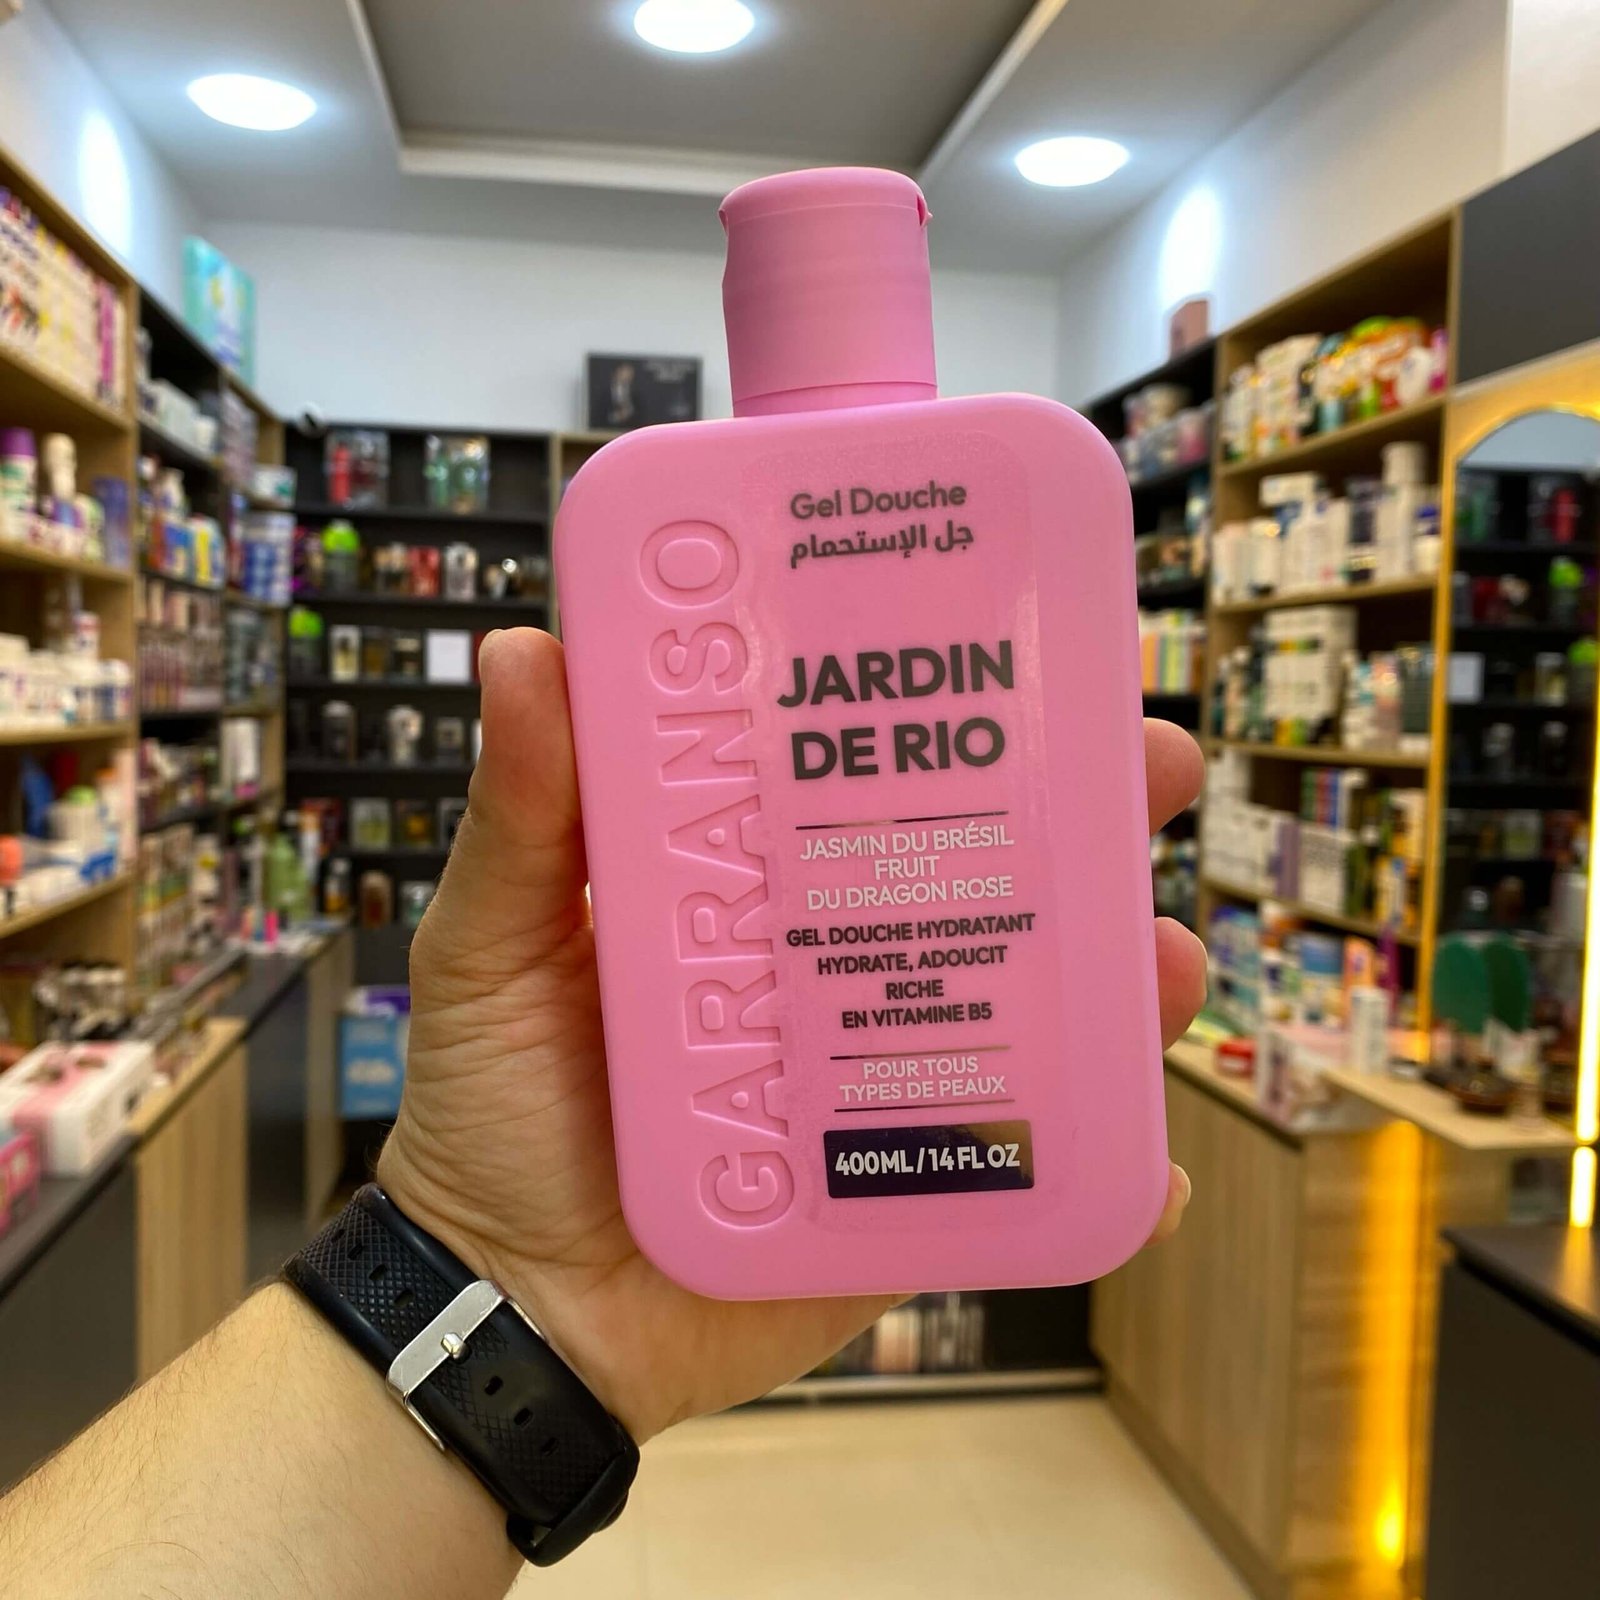 GARRANSO
Gel Douche
جل الإستحمام
JARDIN
DE RIO
JASMIN DU BRÉSIL
FRUIT
DU DRAGON ROSE
GEL DOUCHE HYDRATANT
HYDRATE, ADOUCIT
RICHE
EN VITAMINE B5
POUR TOUS
TYPES DE PEAUX
400ML/14 FL OZ